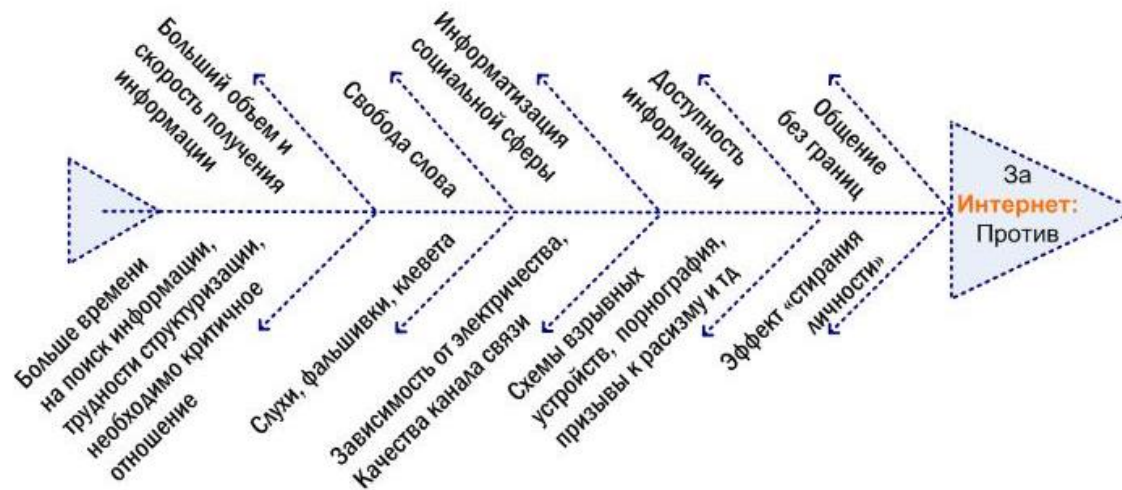 Больший объем и
скорость получения
информации
Свобода слова
Информатизация
социальной сферы
Доступность
информации
Общение
без границ
За
Интернет:
Против
Больше времени
на поиск информации,
трудности структуризации,
необходимо критичное
отношение
Слухи, фальшивки, клевета
Зависимость от электричества,
Качества канала связи
Схемы взрывных
устройств, порнография,
призывы к расизму и тд
Эффект «стирания
личности»